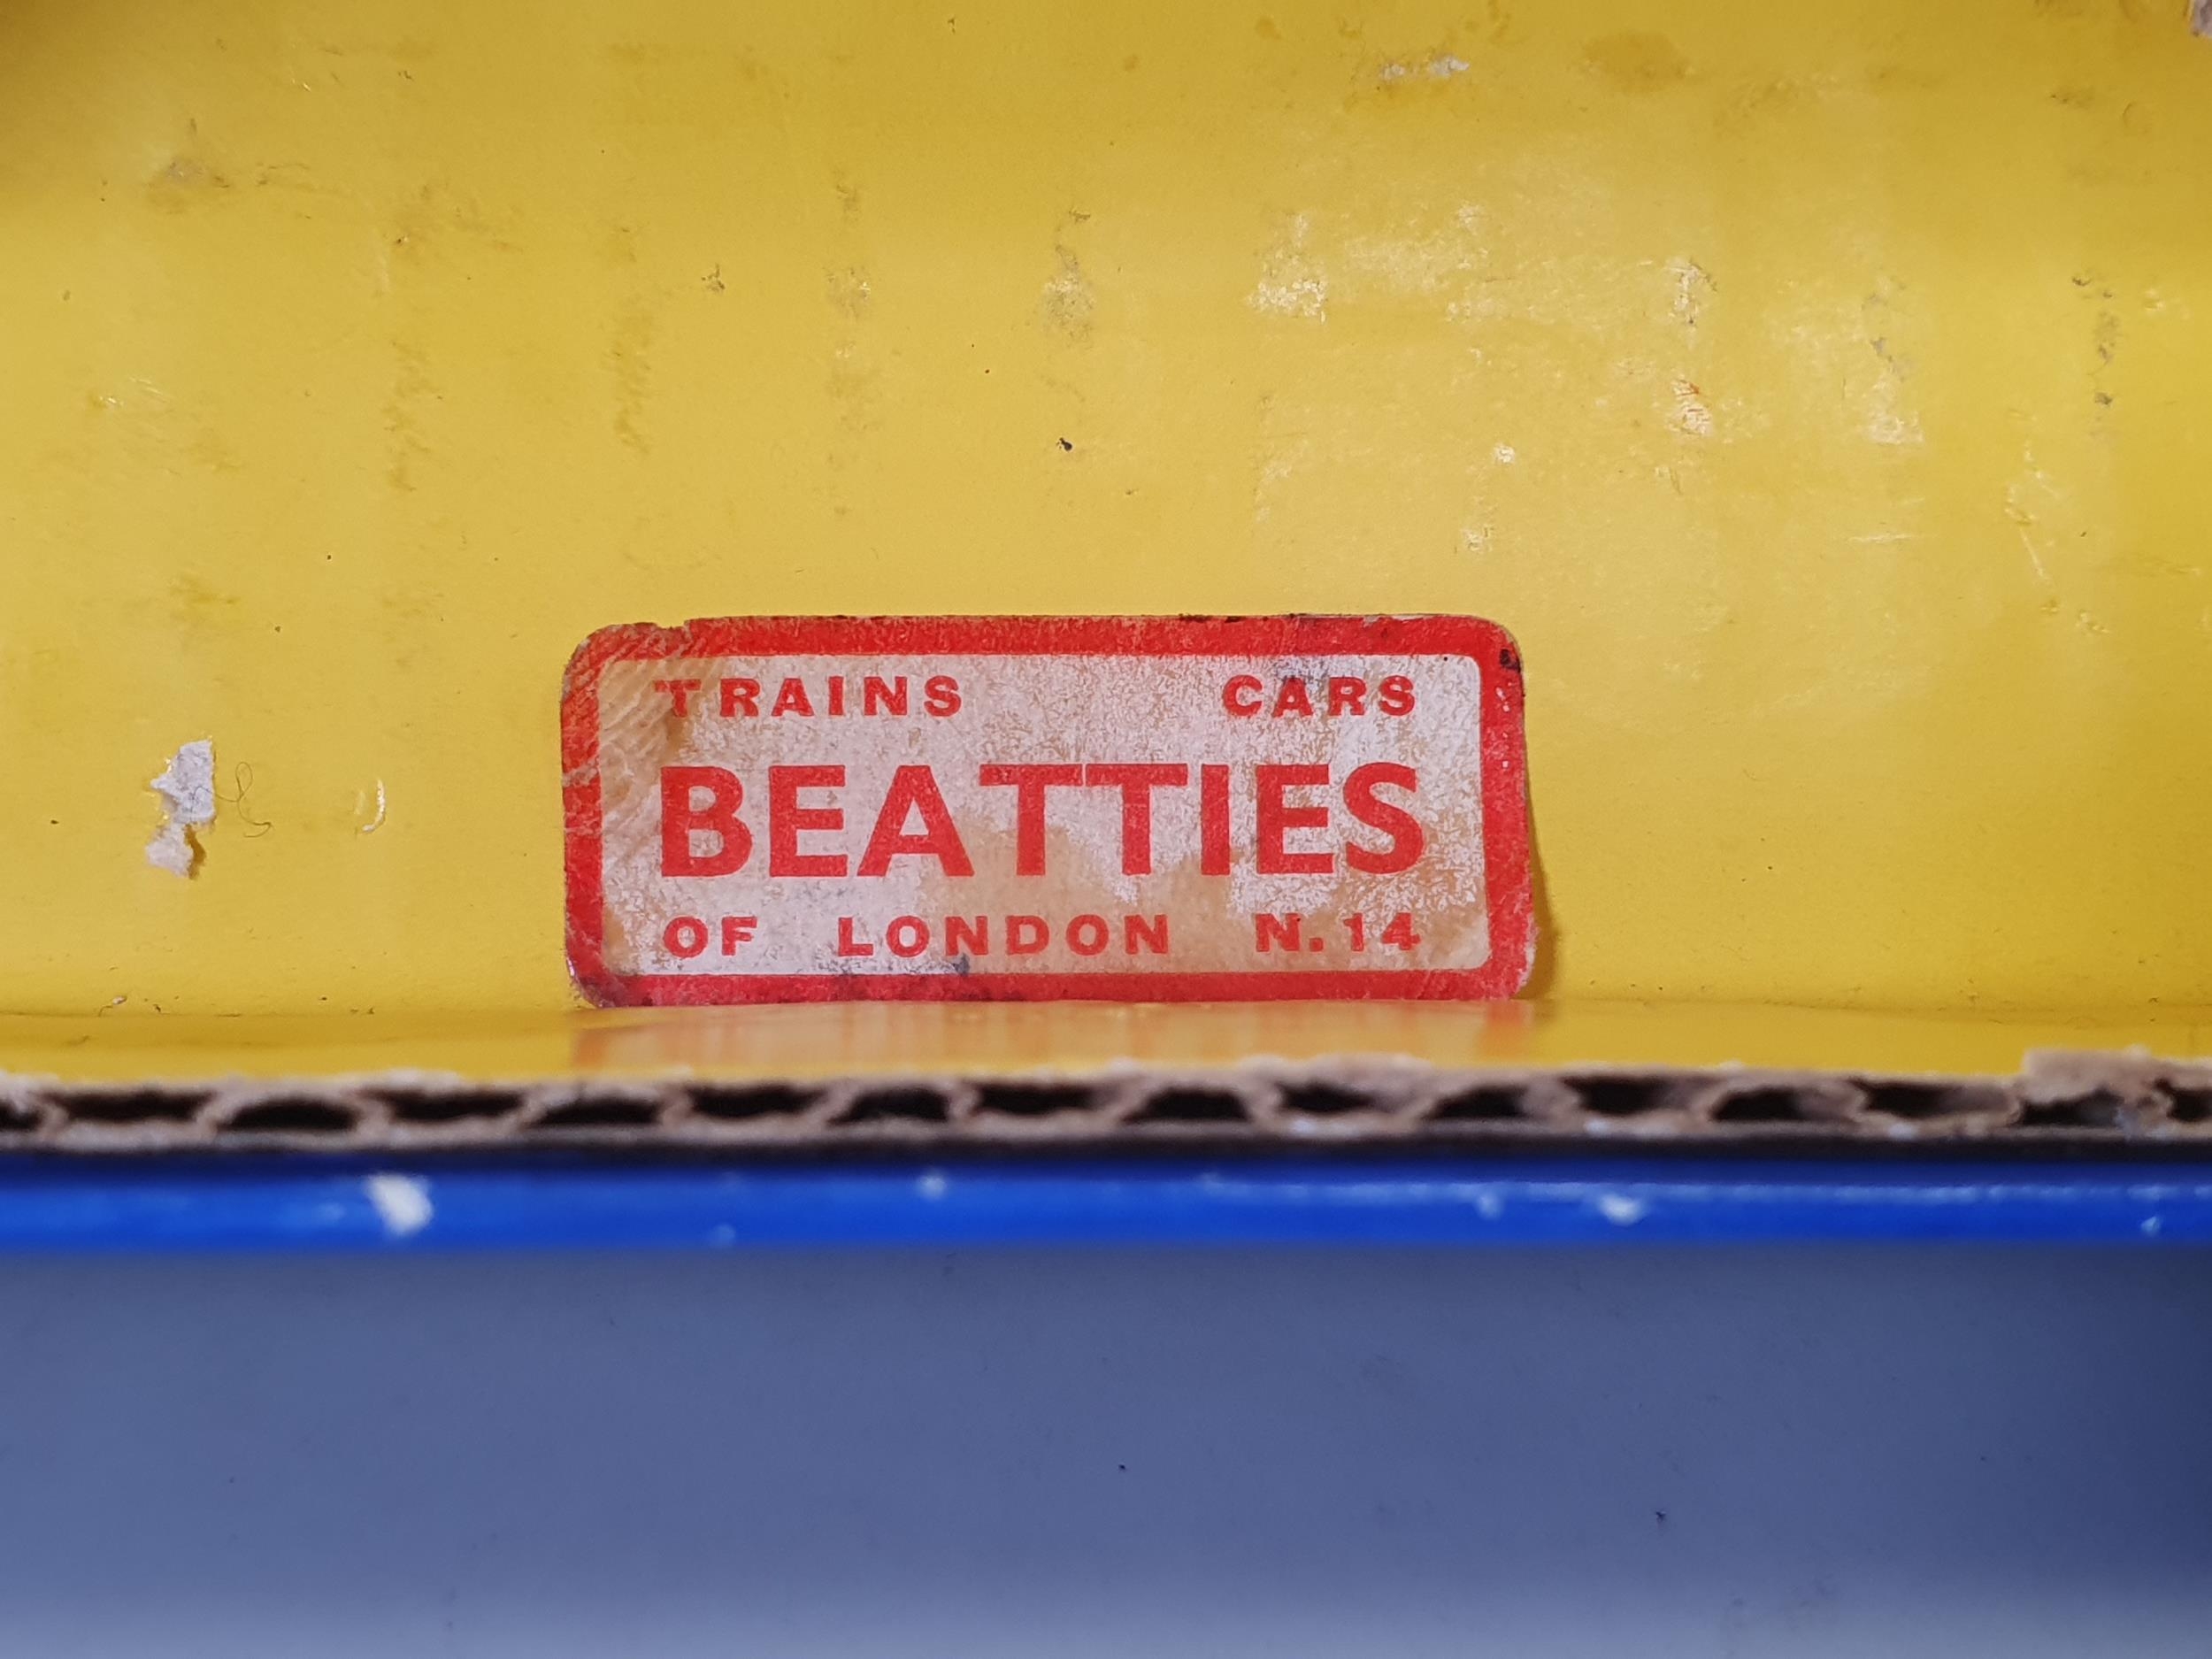 TRAINS CARS
BEATTIES
OF LONDON N.14